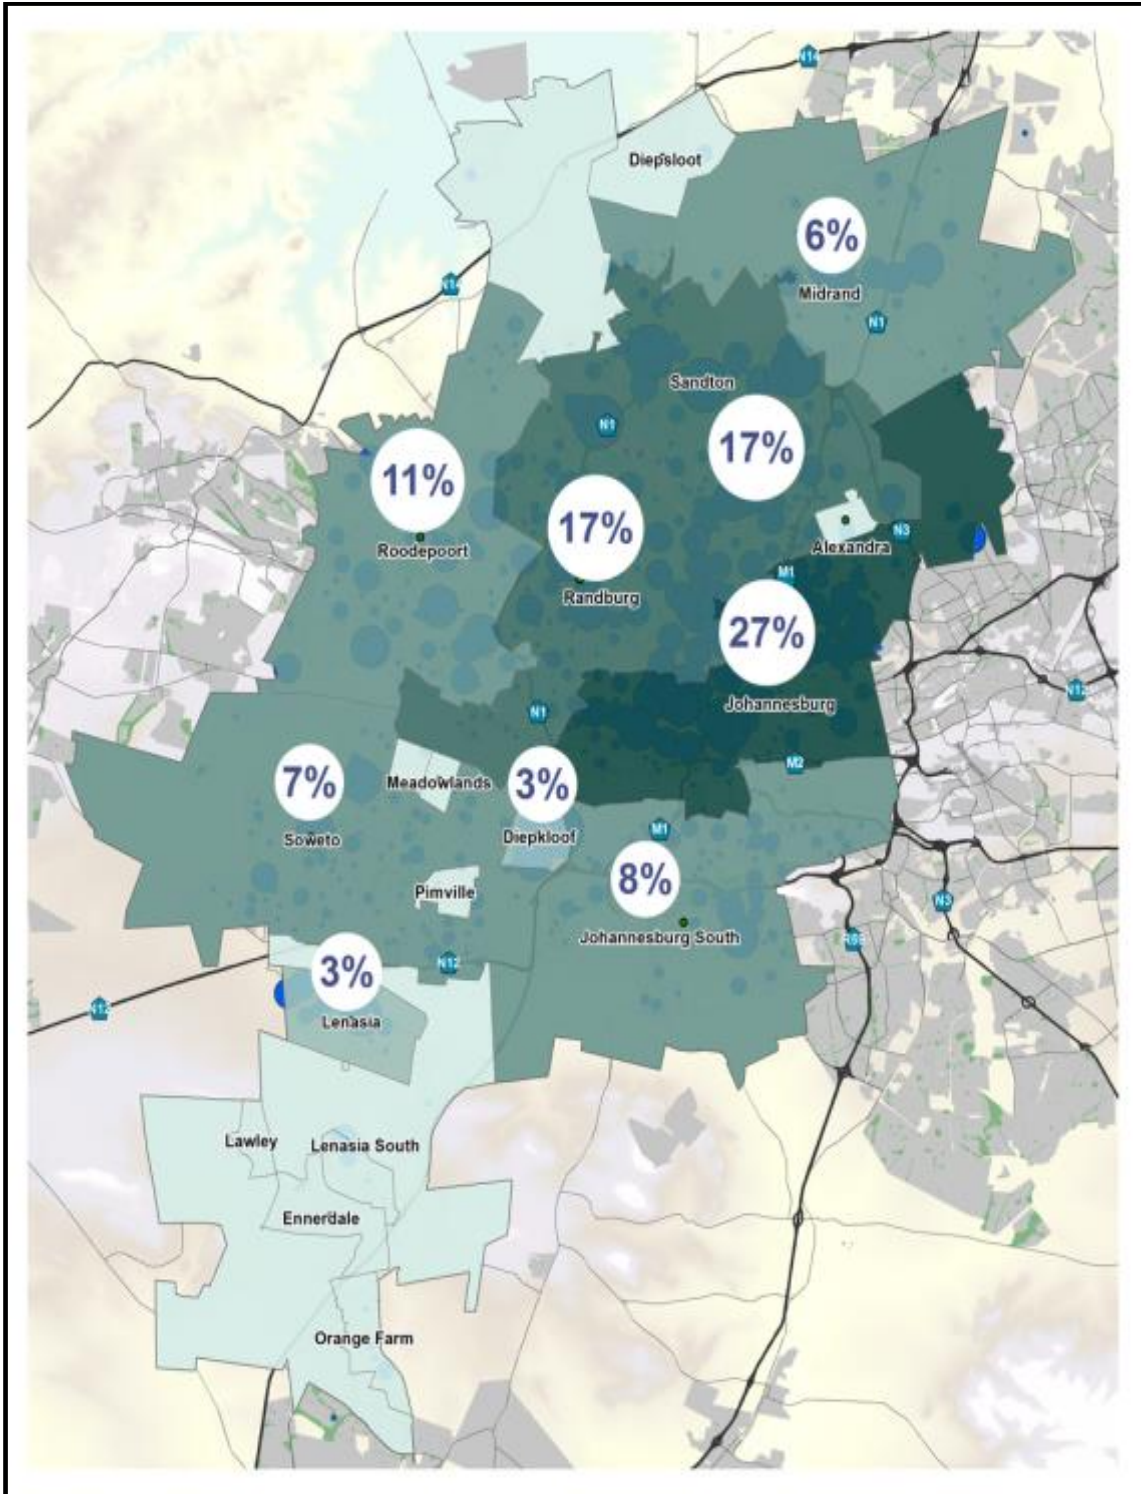 N14
Diepsloot
6%
Midrand
N14
N1
Sandton
N1
17%
11%
17%
Roodepoort
Alexandra
N3
M1
Randburg
27%
Johannesburg
N12
N1
M2
7%
Meadowlands
3%
Soweto
Diepkloof
M1
8%
Pimville
N3
Johannesburg South
R59
3%
N12
N12
Lenasia
Lawley
Lenasia South
Ennerdale
Orange Farm